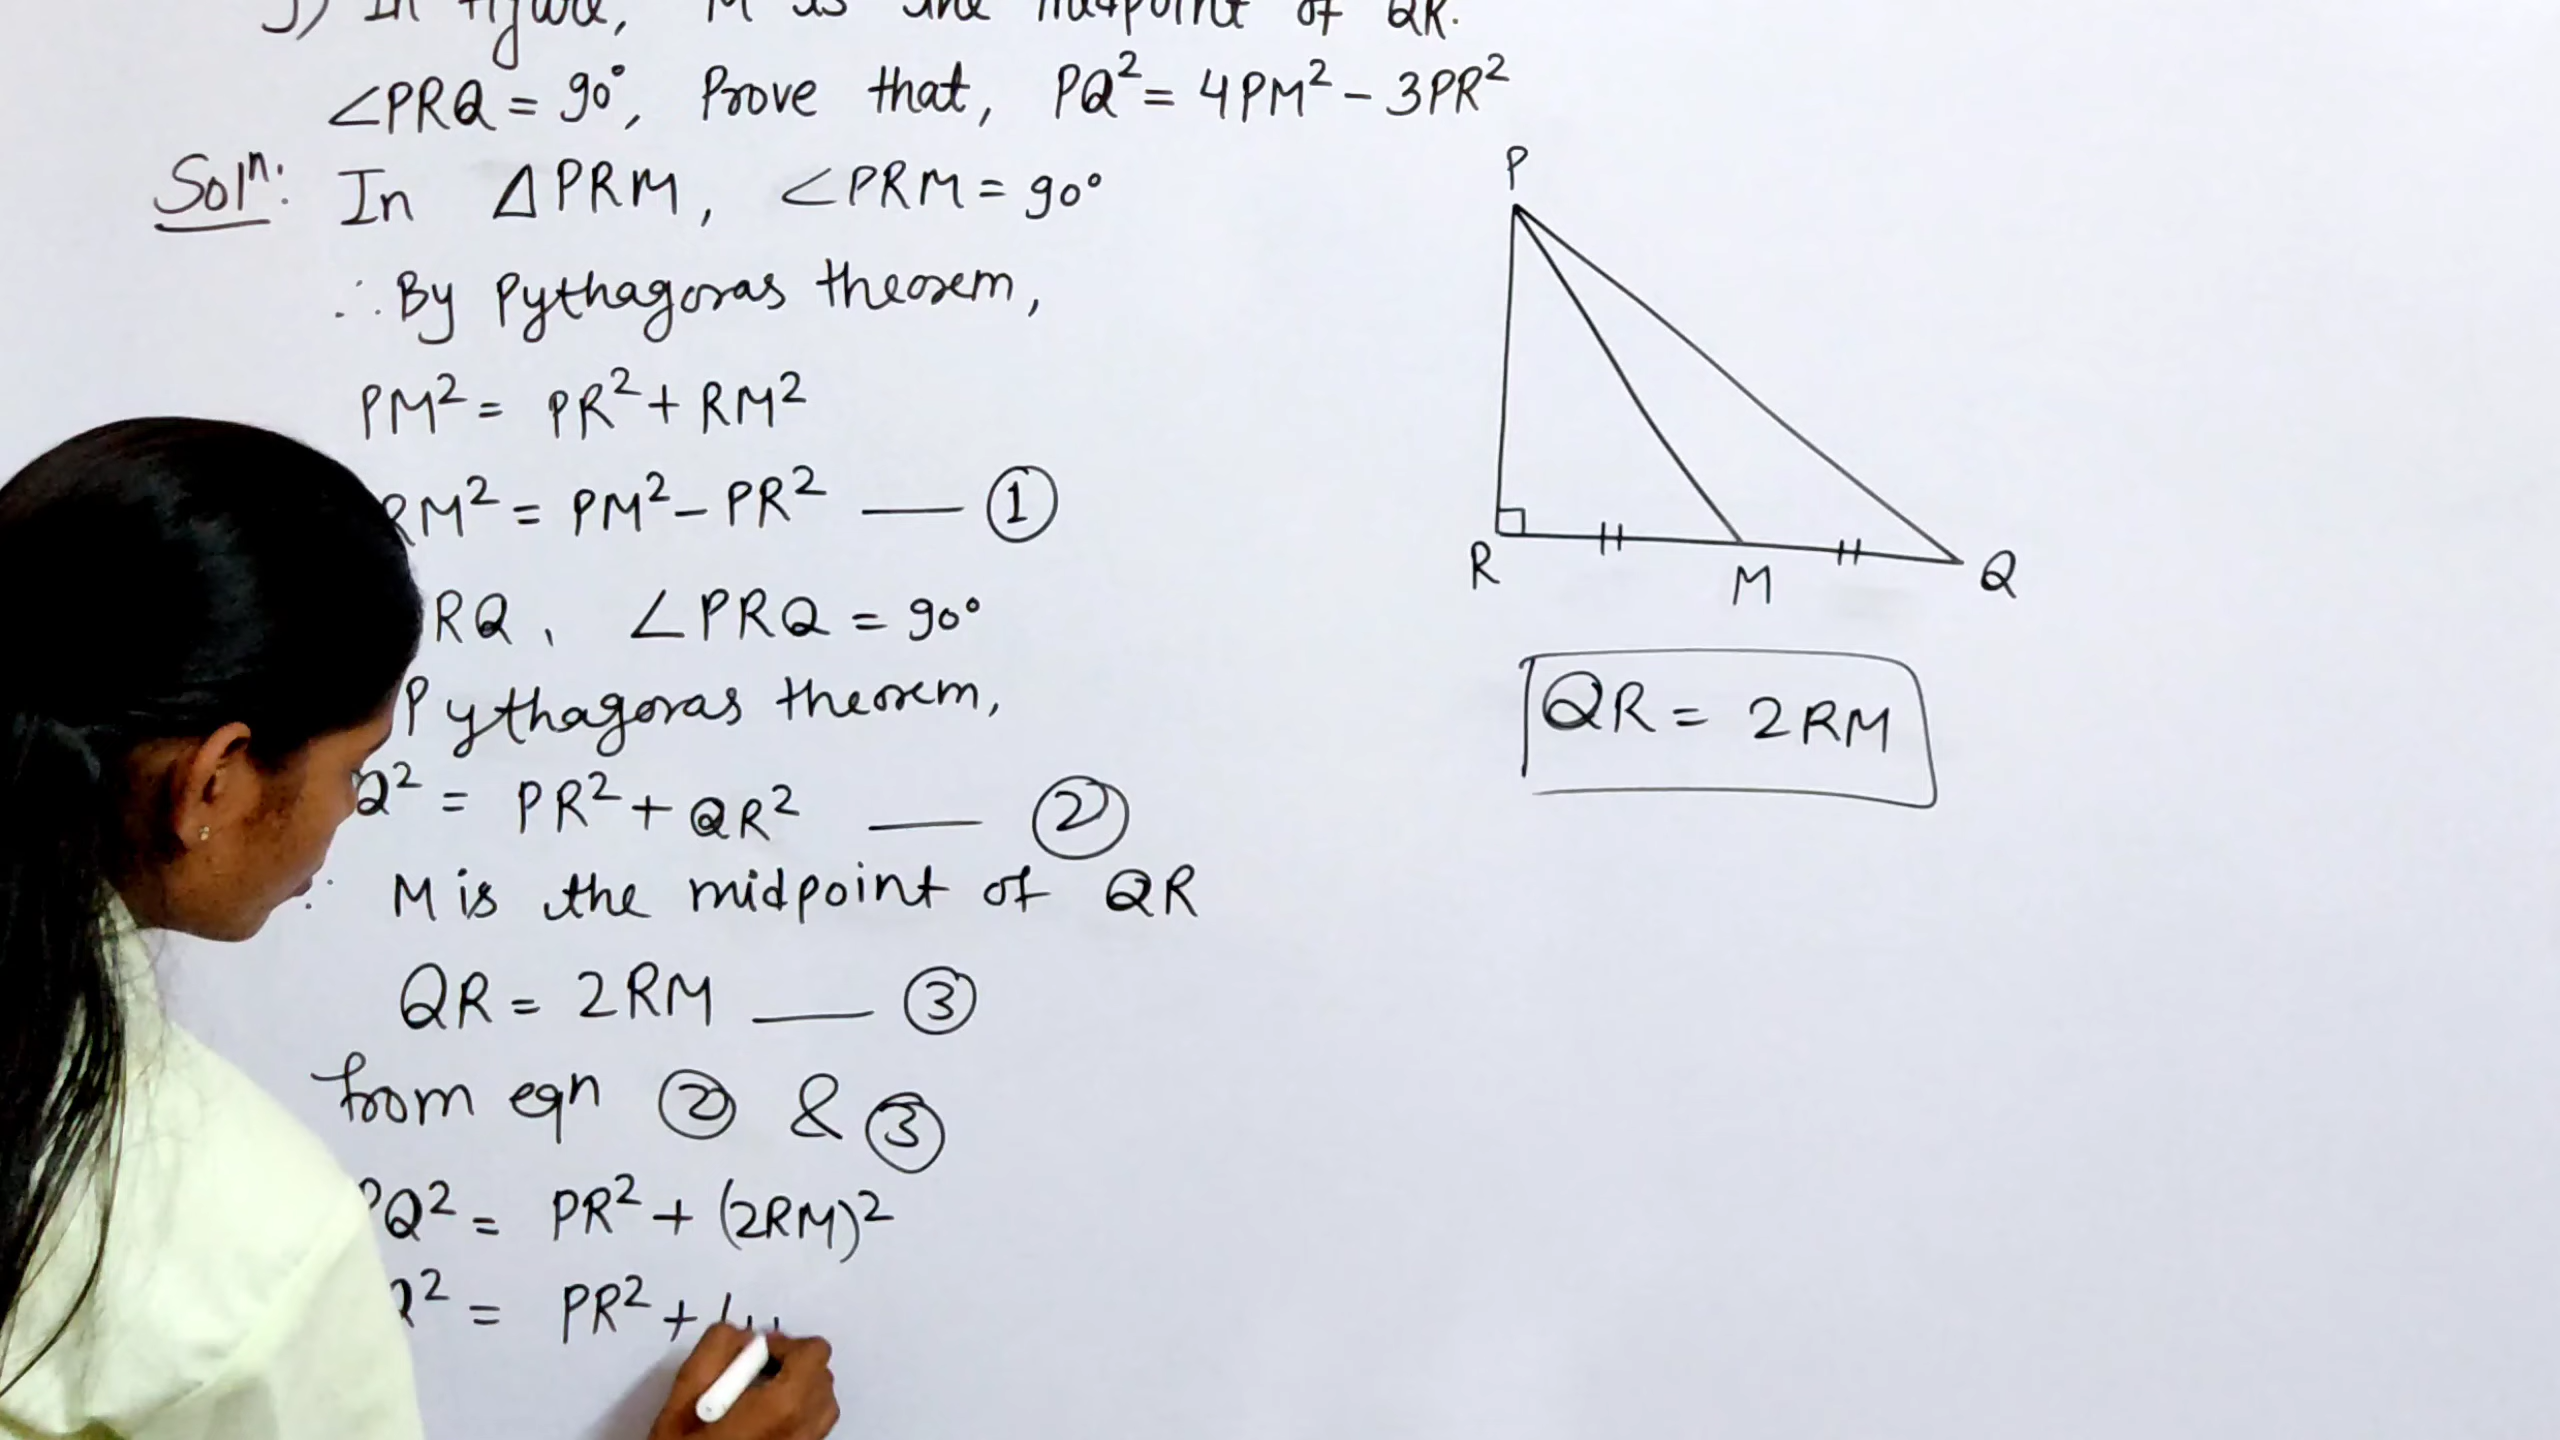 5) In figure, M is the midpoint of QR.
∠PRQ = 90°, Prove that, PQ² = 4PM² - 3PR²
Solⁿ: In △PRM, ∠PRM = 90°
∴ By Pythagoras theorem,
PM² = PR² + RM²
RM² = PM² - PR² — ①
RQ, ∠PRQ = 90°
Pythagoras theorem,
Q² = PR² + QR² — ②
M is the midpoint of QR
QR = 2RM — ③
from eqn ② & ③
PQ² = PR² + (2RM)²
Q² = PR² + 4
P
R
M
Q
QR = 2RM